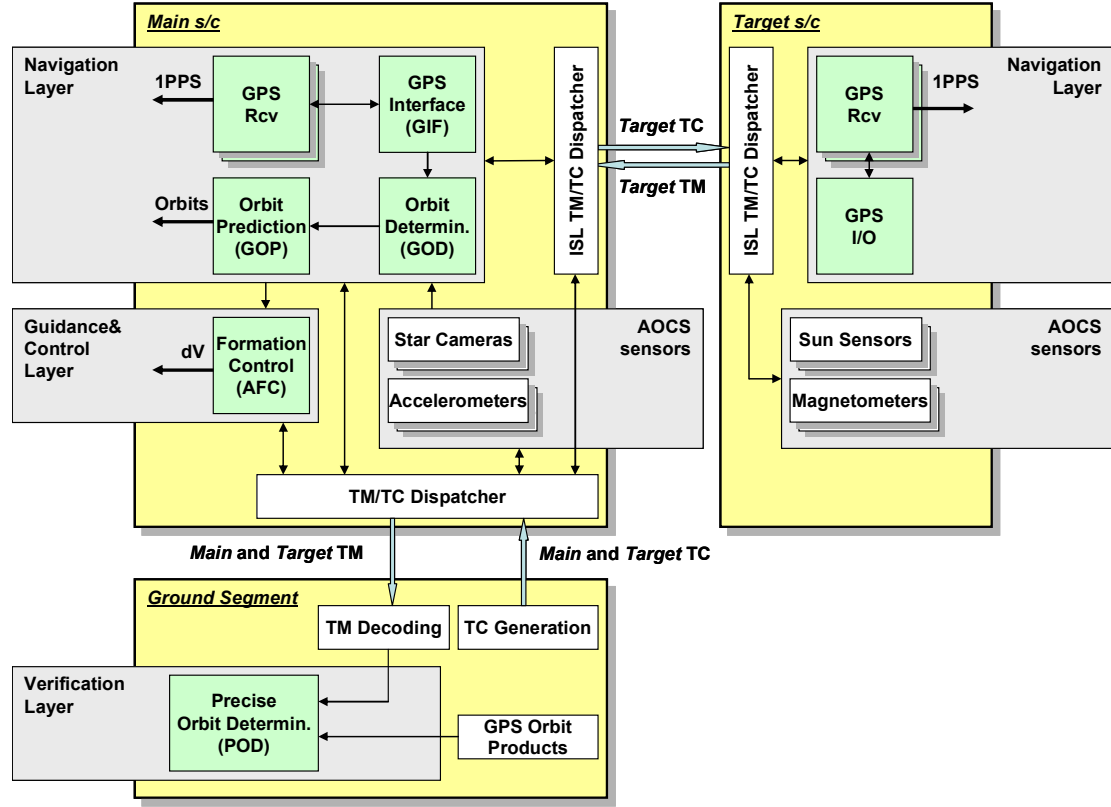 Main s/c
Navigation
Layer
1PPS
GPS
Rcv
GPS
Interface
(GIF)
Orbits
Orbit
Prediction
(GOP)
Orbit
Determin.
(GOD)
ISL TM/TC Dispatcher
Target TC
Target TM
Target s/c
ISL TM/TC Dispatcher
GPS
Rcv
1PPS
Navigation
Layer
GPS
I/O
Guidance&
Control
Layer
dV
Formation
Control
(AFC)
Star Cameras
Accelerometers
AOCS
sensors
Sun Sensors
Magnetometers
AOCS
sensors
TM/TC Dispatcher
Main and Target TM
Main and Target TC
Ground Segment
TM Decoding
TC Generation
Verification
Layer
Precise
Orbit Determin.
(POD)
GPS Orbit
Products